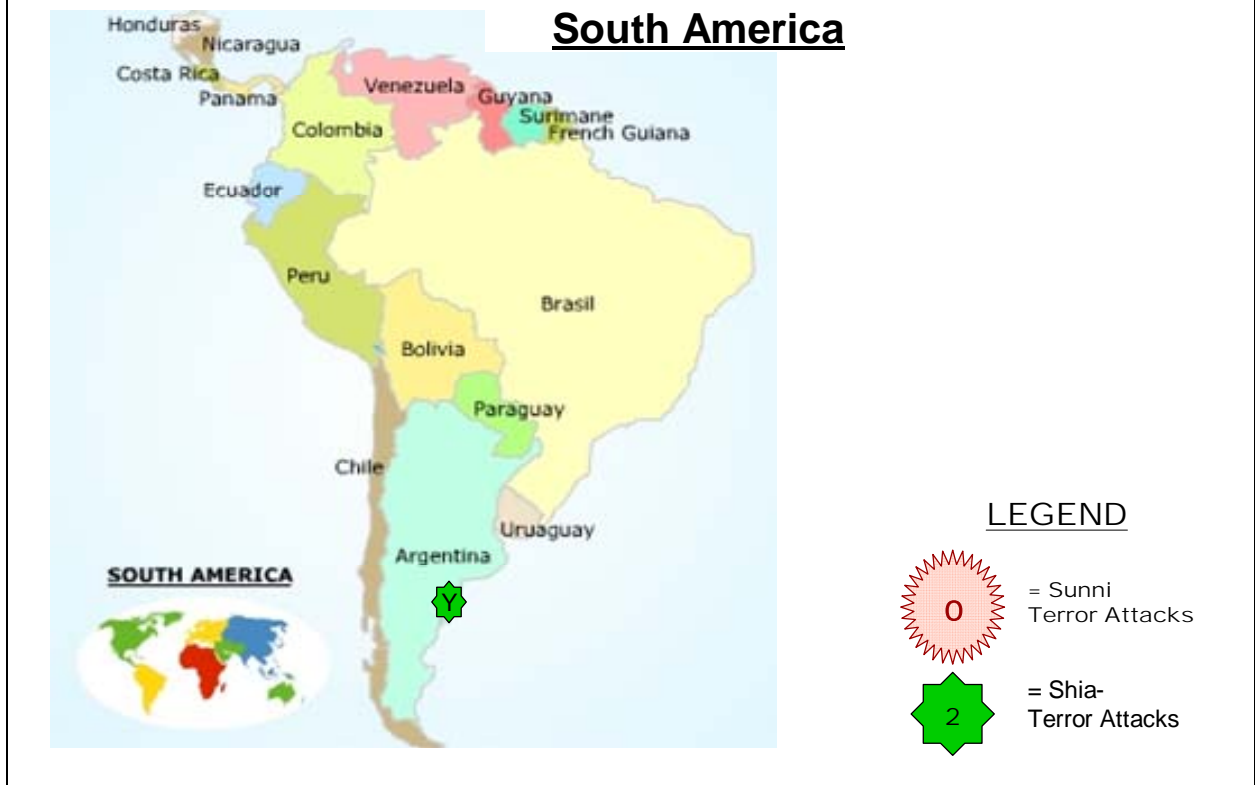 South America
Honduras
Nicaragua
Costa Rica
Panama
Venezuela
Guyana
Surimane
French Guiana
Colombia
Ecuador
Peru
Brasil
Bolivia
Paraguay
Chile
Uruaguay
Argentina
Y
SOUTH AMERICA
LEGEND
0
= Sunni
Terror Attacks
2
= Shia-
Terror Attacks